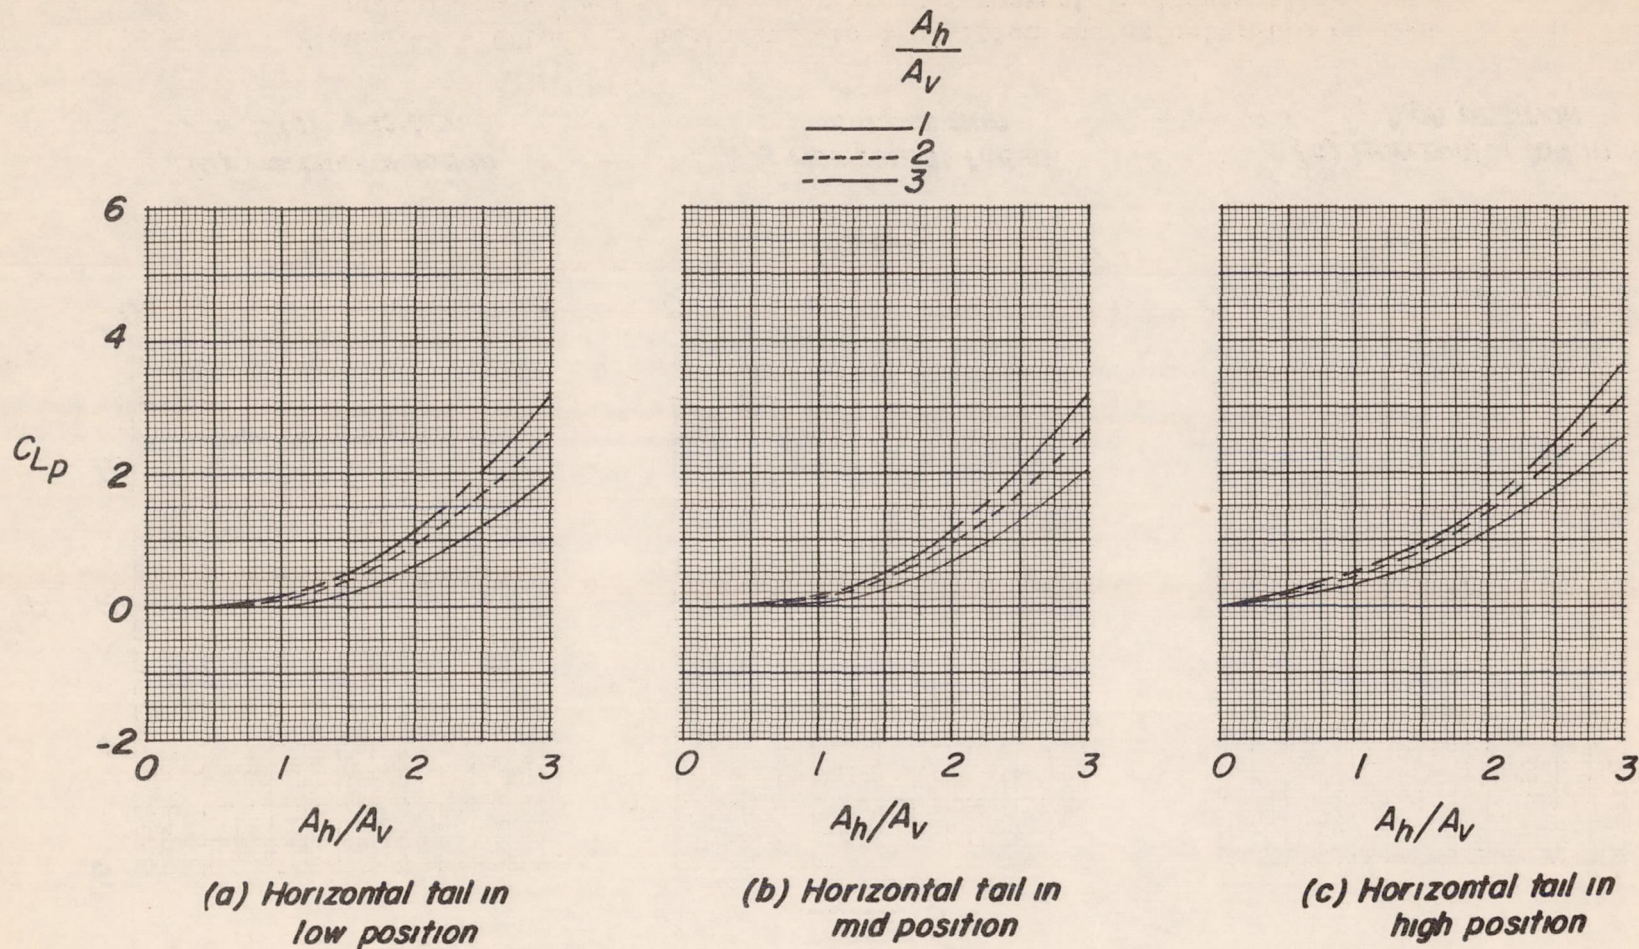 A_h
A_v
1
2
3
6
4
C_Lp
2
0
-2
0 1 2 3
0 1 2 3
0 1 2 3
A_h/A_v
A_h/A_v
A_h/A_v
(a) Horizontal tail in
low position
(b) Horizontal tail in
mid position
(c) Horizontal tail in
high position